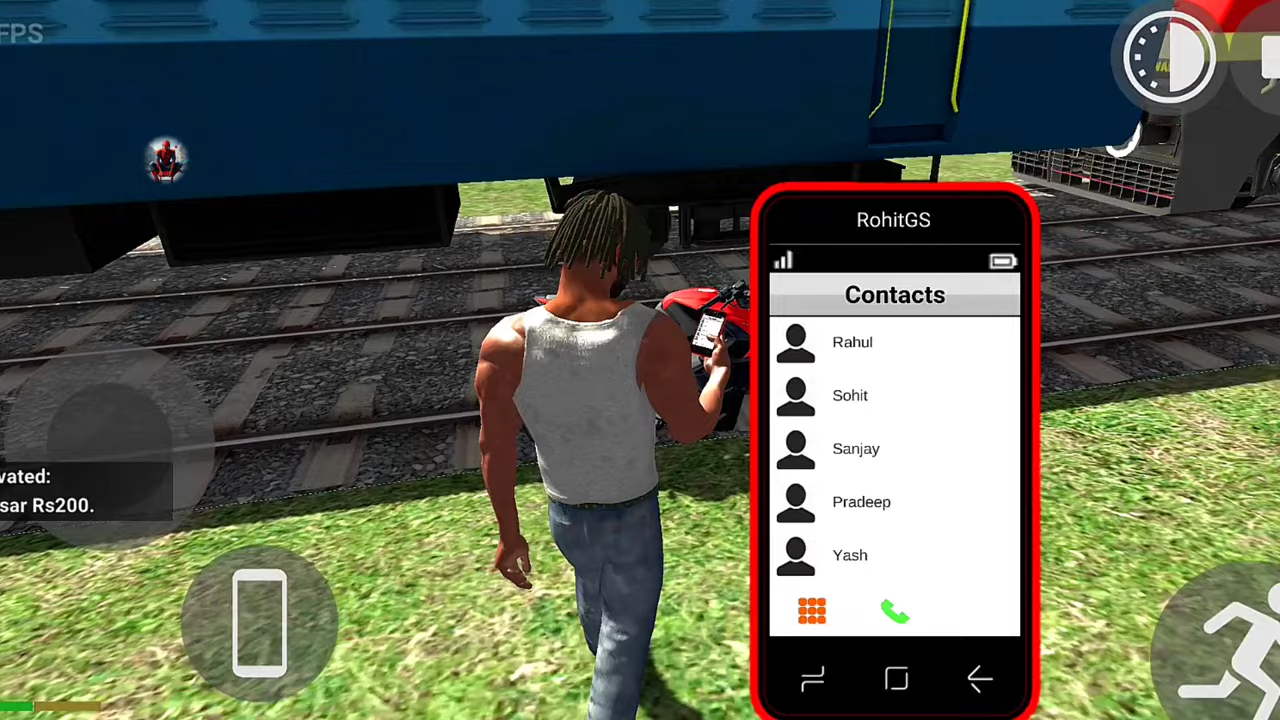 FPS
RohitGS
Contacts
Rahul
Sohit
Sanjay
Pradeep
Yash
vated:
sar Rs200.